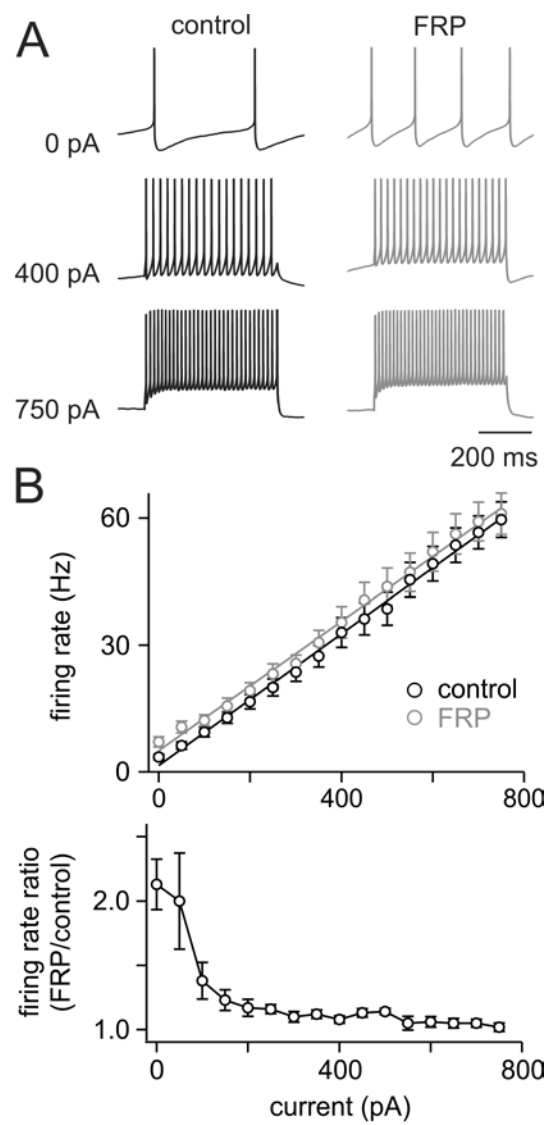 A
control FRP
0 pA
400 pA
750 pA
200 ms
B
firing rate (Hz)
60
30
0
control
FRP
0 400 800
firing rate ratio
(FRP/control)
2.0
1.0
0 400 800
current (pA)